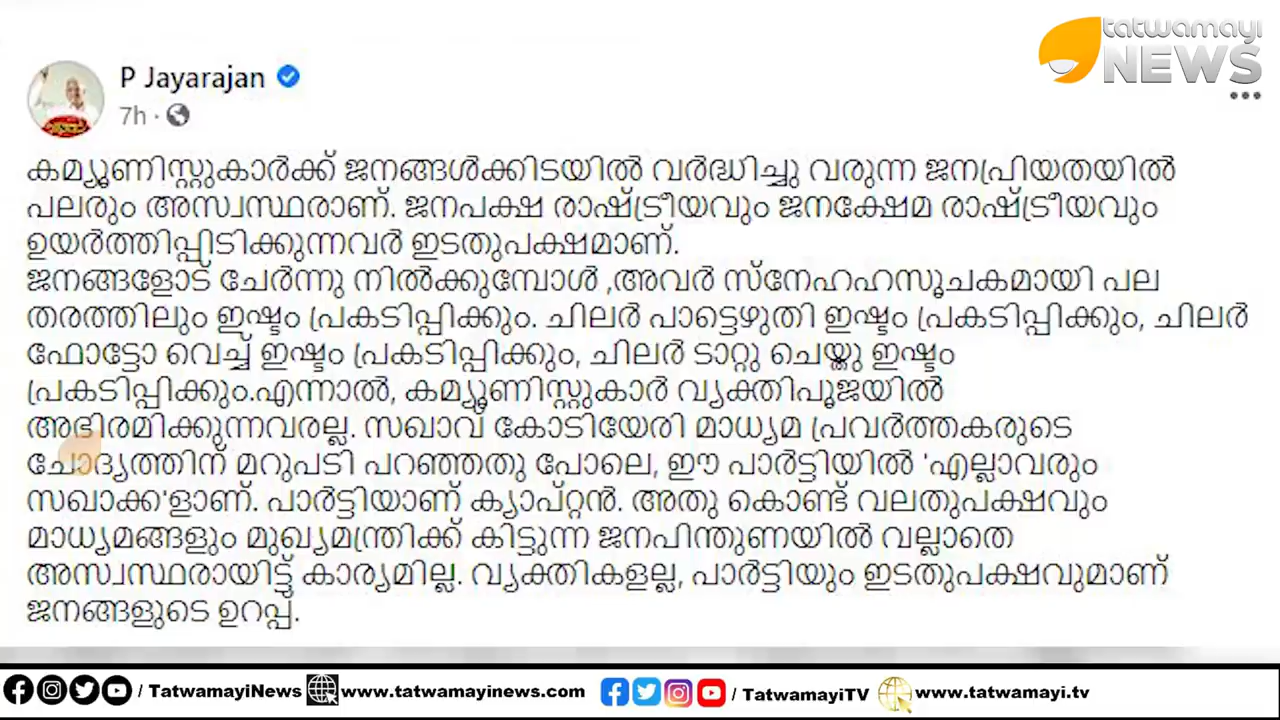 tatwamayi
NEWS
P Jayarajan
7h ·
കമ്യൂണിസ്റ്റുകാർക്ക് ജനങ്ങൾക്കിടയിൽ വർദ്ധിച്ചു വരുന്ന ജനപ്രിയതയിൽ
പലരും അസ്വസ്ഥരാണ്. ജനപക്ഷ രാഷ്ട്രീയവും ജനക്ഷേമ രാഷ്ട്രീയവും
ഉയർത്തിപ്പിടിക്കുന്നവർ ഇടതുപക്ഷമാണ്.
ജനങ്ങളോട് ചേർന്നു നിൽക്കുമ്പോൾ ,അവർ സ്നേഹഹസൂചകമായി പല
തരത്തിലും ഇഷ്ടം പ്രകടിപ്പിക്കും. ചിലർ പാട്ടെഴുതി ഇഷ്ടം പ്രകടിപ്പിക്കും, ചിലർ
ഫോട്ടോ വെച്ച് ഇഷ്ടം പ്രകടിപ്പിക്കും, ചിലർ ടാറ്റു ചെയ്തു ഇഷ്ടം
പ്രകടിപ്പിക്കും.എന്നാൽ, കമ്യൂണിസ്റ്റുകാർ വ്യക്തിപൂജയിൽ
അഭിരമിക്കുന്നവരല്ല. സഖാവ് കോടിയേരി മാധ്യമ പ്രവർത്തകരുടെ
ചോദ്യത്തിന് മറുപടി പറഞ്ഞതു പോലെ, ഈ പാർട്ടിയിൽ 'എല്ലാവരും
സഖാക്ക'ളാണ്. പാർട്ടിയാണ് ക്യാപ്റ്റൻ. അതു കൊണ്ട് വലതുപക്ഷവും
മാധ്യമങ്ങളും മുഖ്യമന്ത്രിക്ക് കിട്ടുന്ന ജനപിന്തുണയിൽ വല്ലാതെ
അസ്വസ്ഥരായിട്ട് കാര്യമില്ല. വ്യക്തികളല്ല, പാർട്ടിയും ഇടതുപക്ഷവുമാണ്
ജനങ്ങളുടെ ഉറപ്പ്.
/ TatwamayiNews www.tatwamayinews.com / TatwamayiTV www.tatwamayi.tv